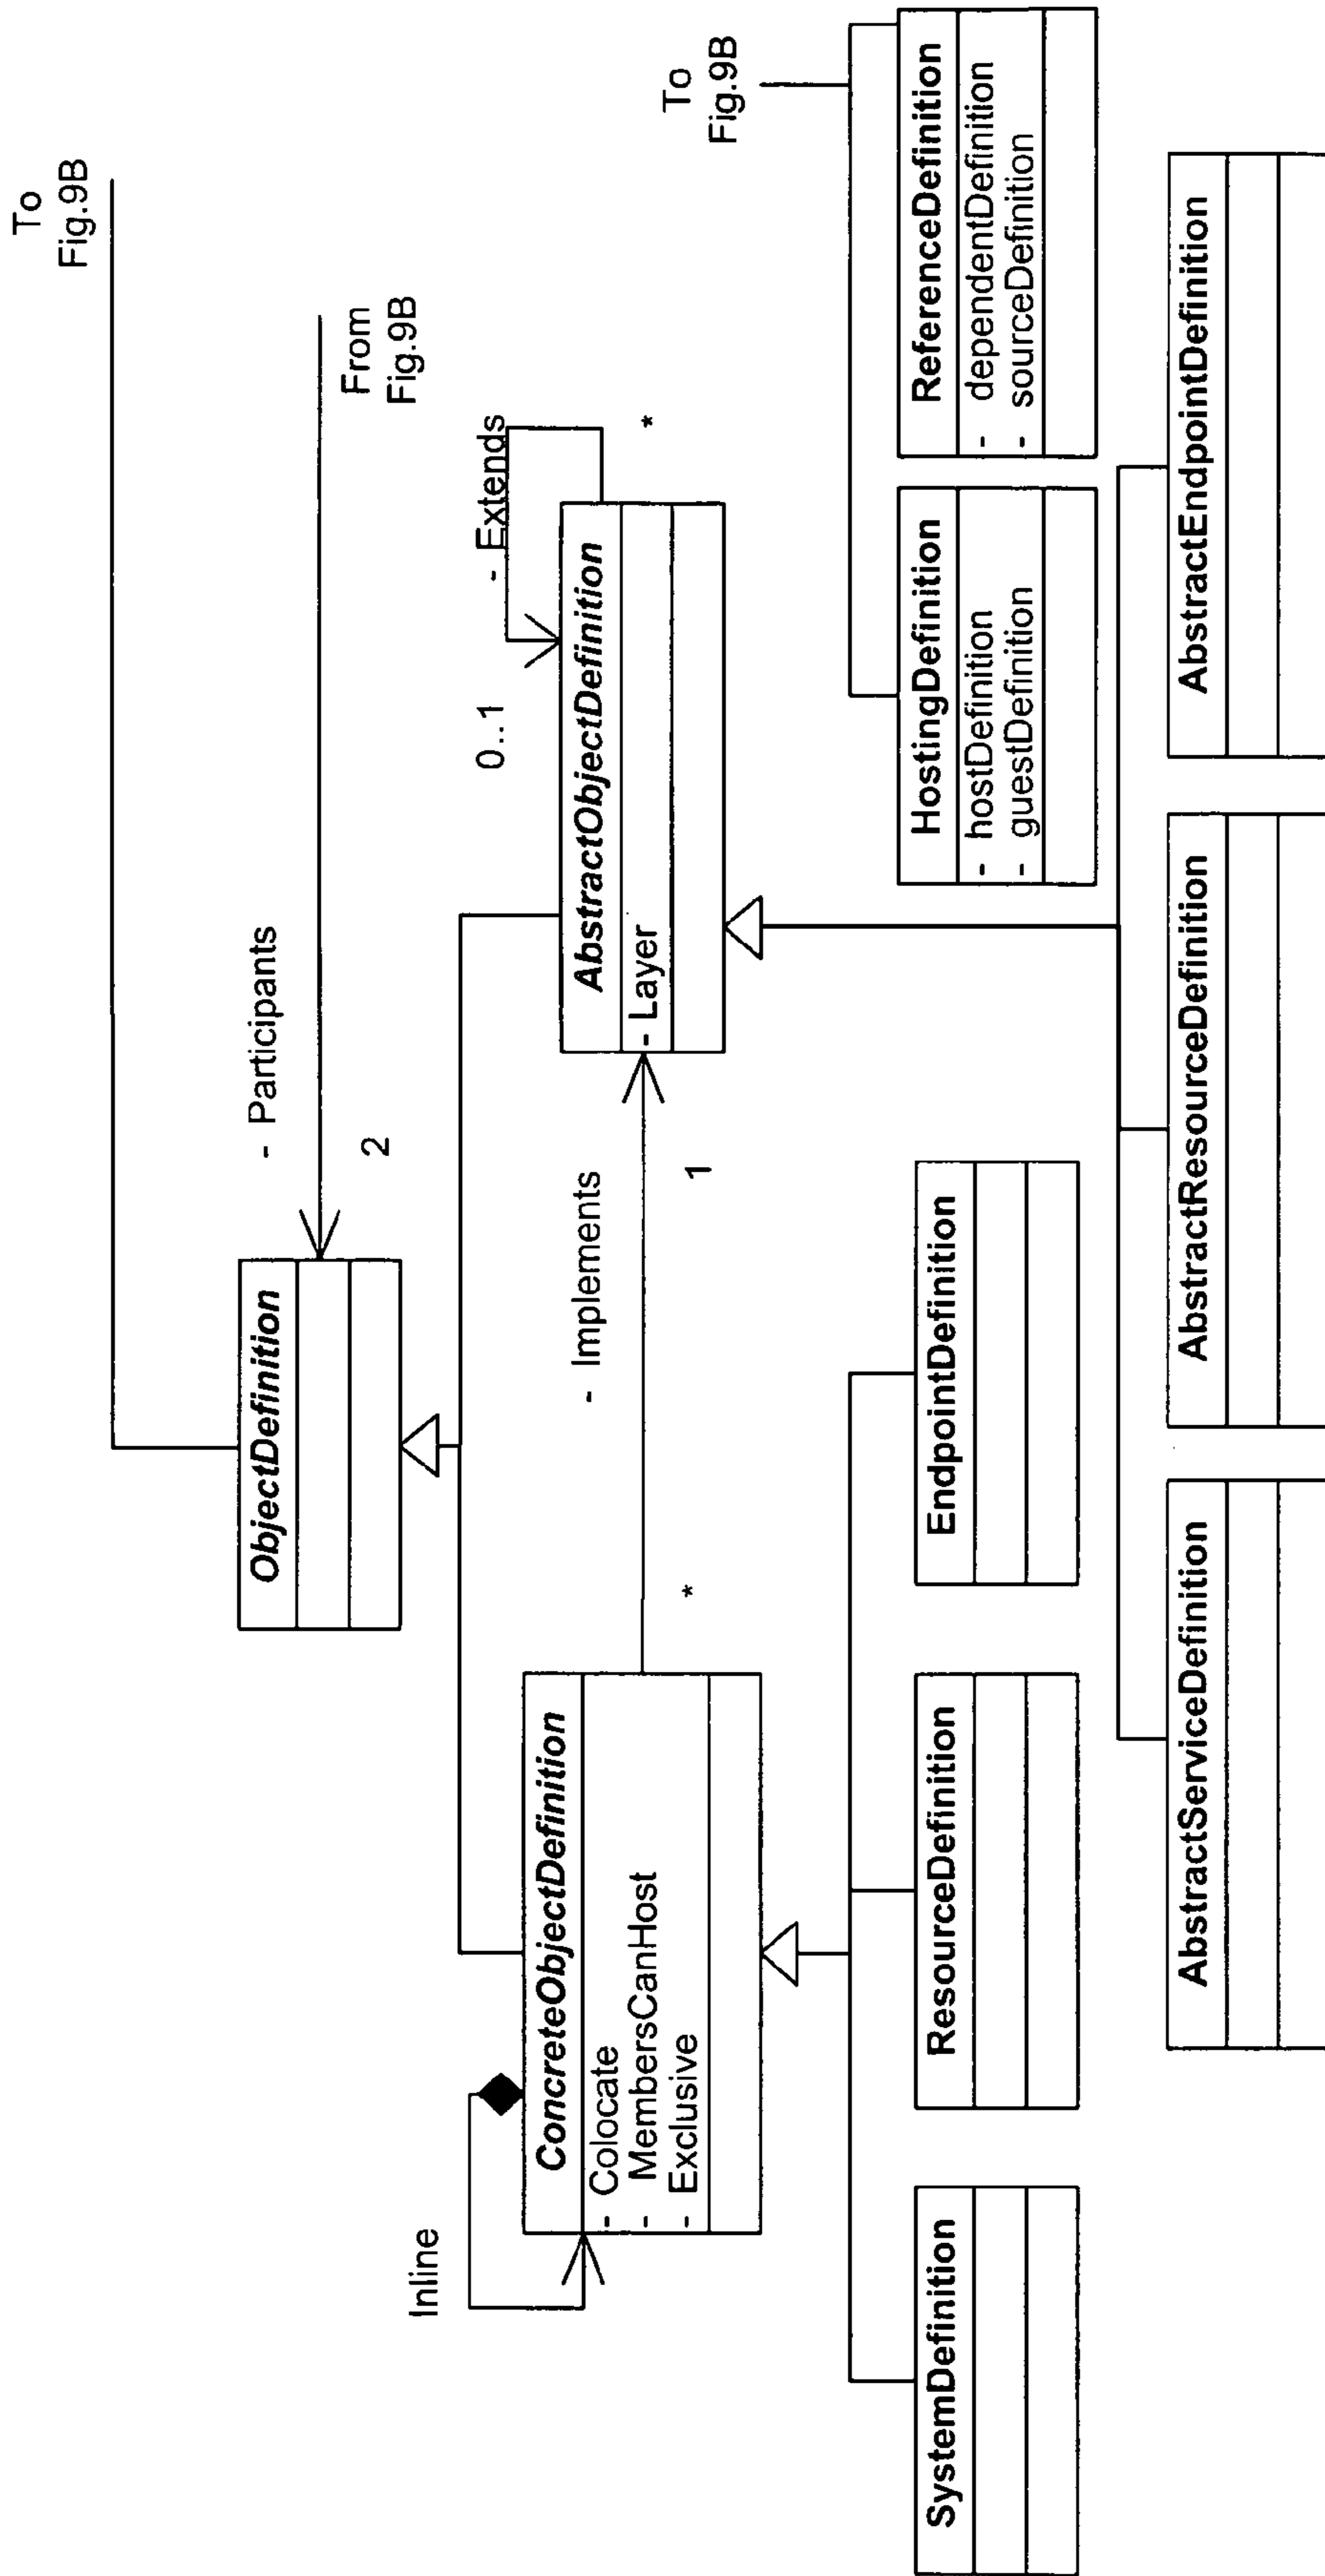 To
Fig.9B
- Participants
From
Fig.9B
ObjectDefinition
2
Inline
- Extends
0..1
*
ConcreteObjectDefinition
- Colocate
- MembersCanHost
- Exclusive
- Implements
*
1
AbstractObjectDefinition
- Layer
To
Fig.9B
SystemDefinition
ResourceDefinition
EndpointDefinition
HostingDefinition
- hostDefinition
- guestDefinition
ReferenceDefinition
- dependentDefinition
- sourceDefinition
AbstractServiceDefinition
AbstractResourceDefinition
AbstractEndpointDefinition